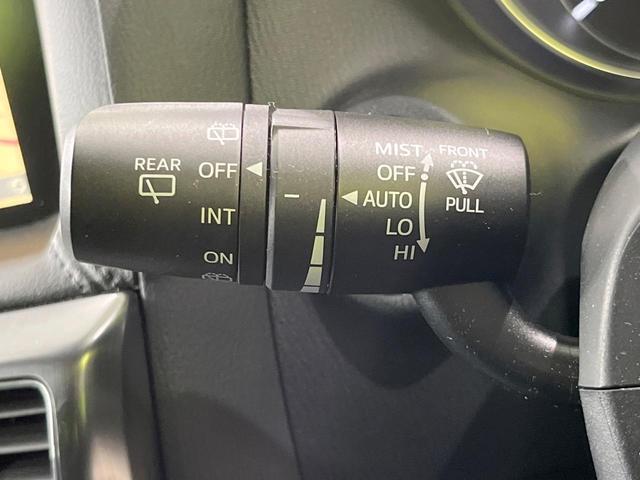 REAR
OFF
INT
ON
MIST
OFF
AUTO
LO
HI
FRONT
PULL